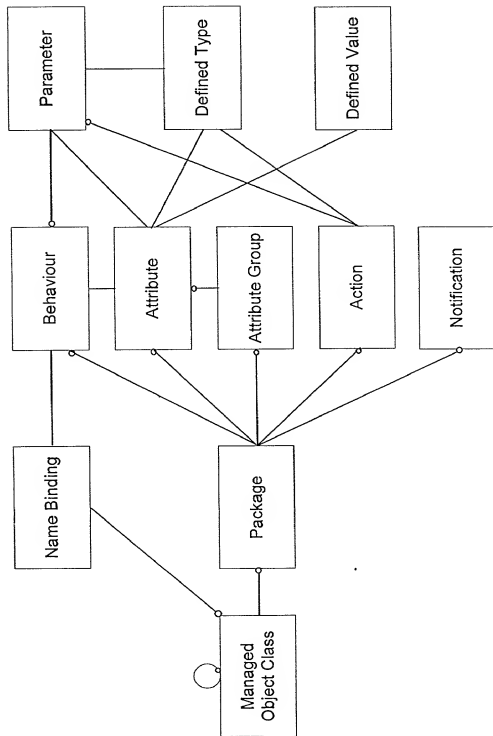 Parameter
Defined Type
Defined Value
Behaviour
Attribute
Attribute Group
Action
Notification
Name Binding
Package
Managed
Object Class